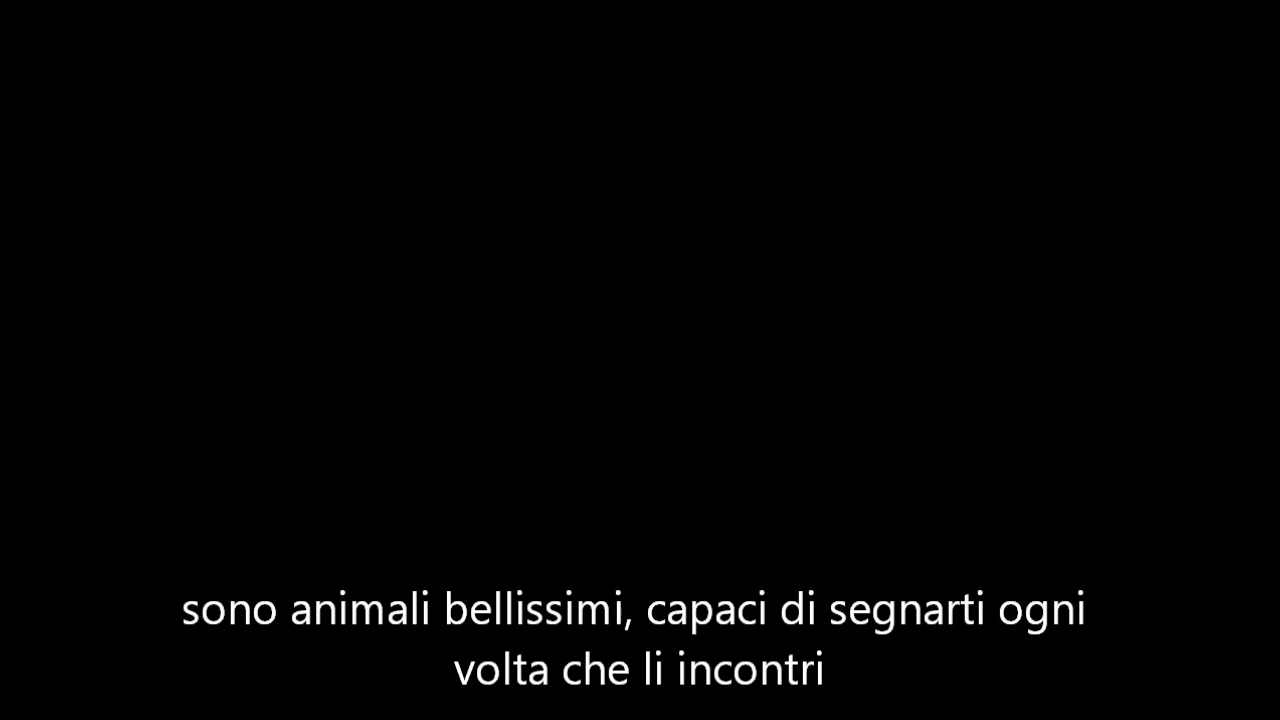 sono animali bellissimi, capaci di segnarti ogni
volta che li incontri